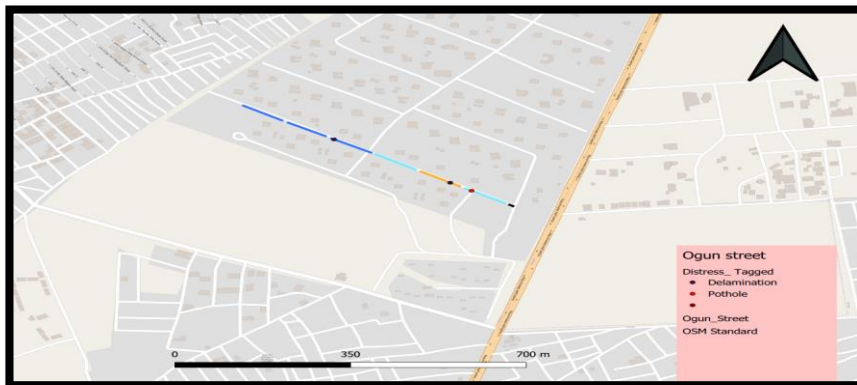 Ogun street
Distress_ Tagged
Delamination
Pothole
Ogun_Street
OSM Standard
0 350 700 m